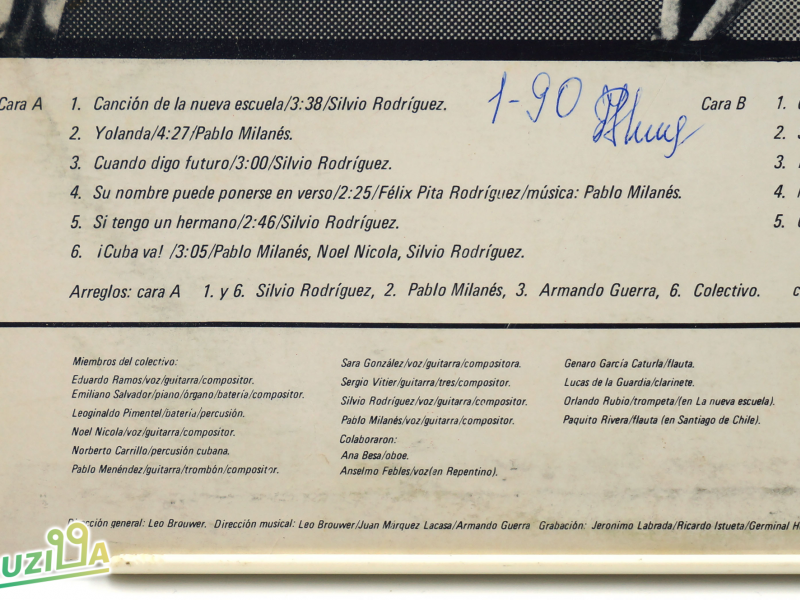 Cara A
1. Canción de la nueva escuela/3:38/Silvio Rodríguez.
2. Yolanda/4:27/Pablo Milanés.
3. Cuando digo futuro/3:00/Silvio Rodríguez.
4. Su nombre puede ponerse en verso/2:25/Félix Pita Rodríguez/música: Pablo Milanés.
5. Si tengo un hermano/2:46/Silvio Rodríguez.
6. ¡Cuba va! /3:05/Pablo Milanés, Noel Nicola, Silvio Rodríguez.
Arreglos: cara A 1. y 6. Silvio Rodríguez, 2. Pablo Milanés, 3. Armando Guerra, 6. Colectivo.
1-90
Cara B
1.
2.
3.
4.
5.
Miembros del colectivo:
Eduardo Ramos/voz/guitarra/compositor.
Emiliano Salvador/piano/órgano/batería/compositor.
Leoginaldo Pimentel/batería/percusión.
Noel Nicola/voz/guitarra/compositor.
Norberto Carrillo/percusión cubana.
Pablo Menéndez/guitarra/trombón/compositor.
Sara González/voz/guitarra/compositora.
Sergio Vitier/guitarra/tres/compositor.
Silvio Rodríguez/voz/guitarra/compositor.
Pablo Milanés/voz/guitarra/compositor.
Colaboraron:
Ana Besa/oboe.
Anselmo Febles/voz(en Repentino).
Genaro García Caturla/flauta.
Lucas de la Guardia/clarinete.
Orlando Rubio/trompeta/(en La nueva escuela).
Paquito Rivera/flauta (en Santiago de Chile).
Dirección general: Leo Brouwer. Dirección musical: Leo Brouwer/Juan Márquez Lacasa/Armando Guerra Grabación: Jeronimo Labrada/Ricardo Istueta/Germinal
UZILLA